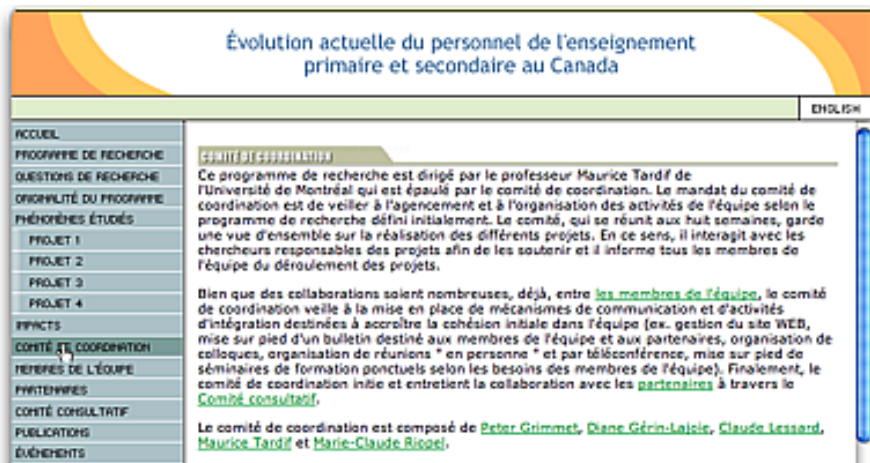 Évolution actuelle du personnel de l'enseignement
primaire et secondaire au Canada
ENGLISH
ACCUEIL
PROGRAMME DE RECHERCHE
QUESTIONS DE RECHERCHE
ORIGINALITÉ DU PROGRAMME
PHÉNOMÈNES ÉTUDIÉS
PROJET 1
PROJET 2
PROJET 3
PROJET 4
IMPACTS
COMITÉ DE COORDINATION
MEMBRES DE L'ÉQUIPE
PARTENAIRES
COMITÉ CONSULTATIF
PUBLICATIONS
ÉVÉNEMENTS
COMITÉ DE COORDINATION
Ce programme de recherche est dirigé par le professeur Maurice Tardif de
l'Université de Montréal qui est épaulé par le comité de coordination. Le mandat du comité de
coordination est de veiller à l'agencement et à l'organisation des activités de l'équipe selon le
programme de recherche défini initialement. Le comité, qui se réunit aux huit semaines, garde
une vue d'ensemble sur la réalisation des différents projets. En ce sens, il interagit avec les
chercheurs responsables des projets afin de les soutenir et il informe tous les membres de
l'équipe du déroulement des projets.
Bien que des collaborations soient nombreuses, déjà, entre les membres de l'équipe, le comité
de coordination veille à la mise en place de mécanismes de communication et d'activités
d'intégration destinées à accroître la cohésion initiale dans l'équipe (ex. gestion du site WEB,
mise sur pied d'un bulletin destiné aux membres de l'équipe et aux partenaires, organisation de
colloques, organisation de réunions " en personne " et par téléconférence, mise sur pied de
séminaires de formation ponctuels selon les besoins des membres de l'équipe). Finalement, le
comité de coordination initie et entretient la collaboration avec les partenaires à travers le
Comité consultatif.
Le comité de coordination est composé de Peter Grimmet, Diane Gérin-Lajoie, Claude Lessard,
Maurice Tardif et Marie-Claude Riopel.